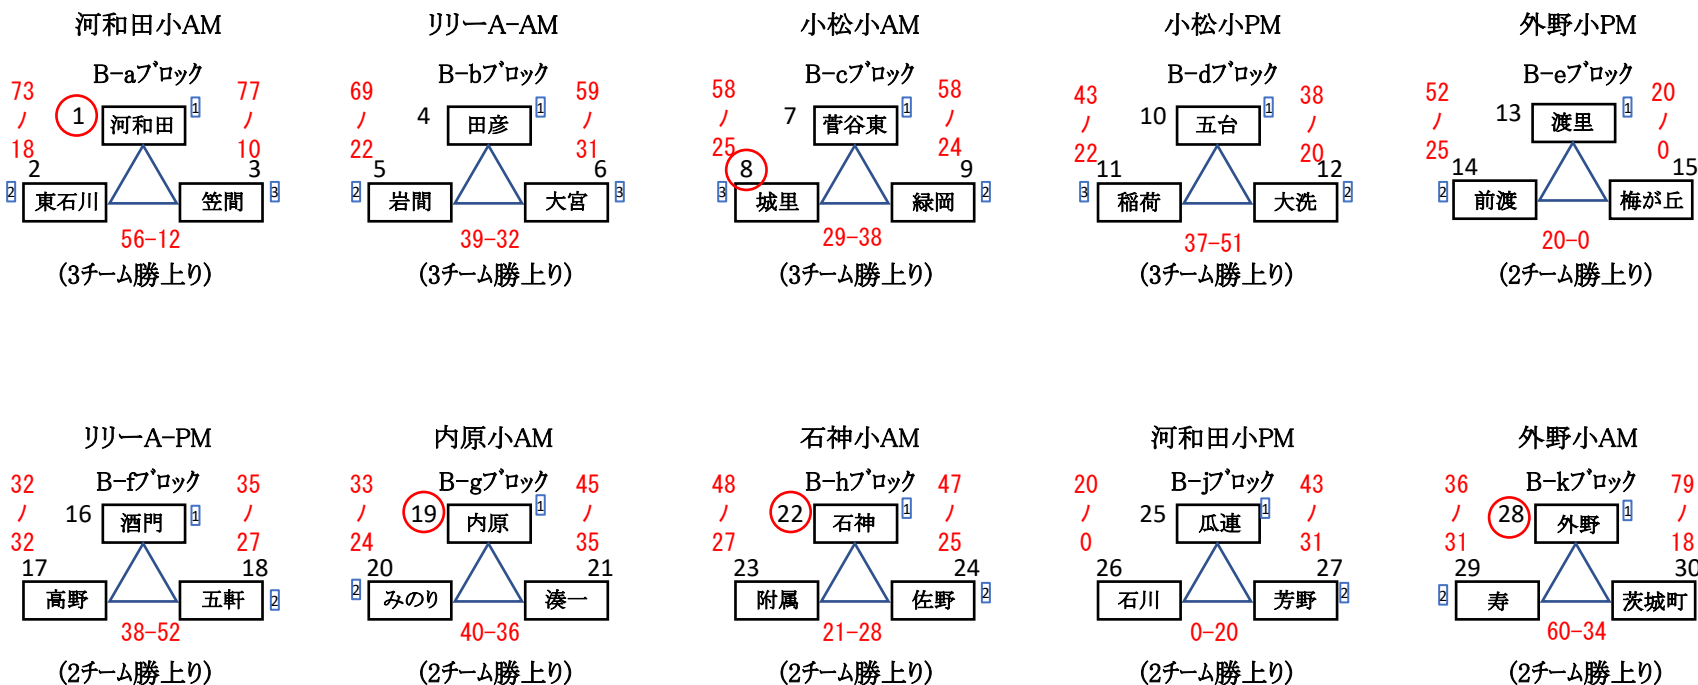 河和田小AM
リリーA-AM
小松小AM
小松小PM
外野小PM
B-aブロック
B-bブロック
B-cブロック
B-dブロック
B-eブロック
73 / 18
1
河和田
1
77 / 10
69 / 22
4
田彦
1
59 / 31
58 / 25
7
菅谷東
1
58 / 24
43 / 22
10
五台
1
38 / 20
52 / 25
13
渡里
1
20 / 0
2
3
5
6
8
9
11
12
14
15
2
東石川
笠間
3
2
岩間
大宮
3
3
城里
緑岡
2
3
稲荷
大洗
2
2
前渡
梅が丘
56-12
39-32
29-38
37-51
20-0
(3チーム勝上り)
(3チーム勝上り)
(3チーム勝上り)
(3チーム勝上り)
(2チーム勝上り)
リリーA-PM
内原小AM
石神小AM
河和田小PM
外野小AM
B-fブロック
B-gブロック
B-hブロック
B-jブロック
B-kブロック
32 / 32
16
酒門
1
35 / 27
33 / 24
19
内原
1
45 / 35
48 / 27
22
石神
1
47 / 25
20 / 0
25
瓜連
1
43 / 31
36 / 31
28
外野
1
79 / 18
17
18
20
21
23
24
26
27
29
30
高野
五軒
2
2
みのり
湊一
附属
佐野
2
石川
芳野
2
2
寿
茨城町
38-52
40-36
21-28
0-20
60-34
(2チーム勝上り)
(2チーム勝上り)
(2チーム勝上り)
(2チーム勝上り)
(2チーム勝上り)